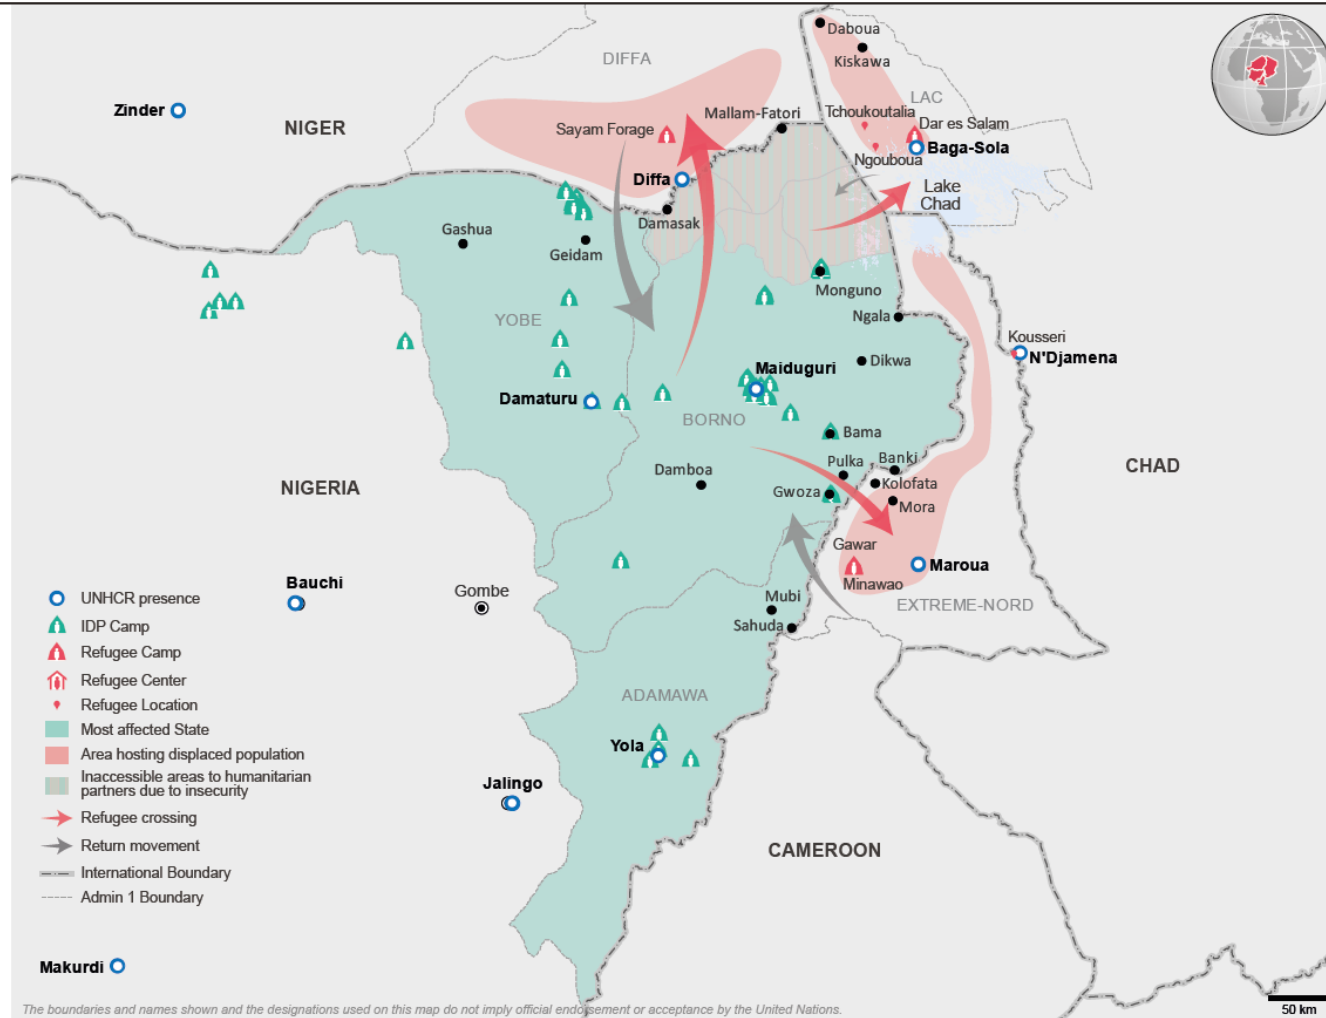 Daboua
Kiskawa
DIFFA
LAC
Zinder
NIGER
Mallam-Fatori
Tchoukoutalia
Sayam Forage
Dar es Salam
Baga-Sola
Ngouboua
Diffa
Lake
Chad
Damasak
Gashua
Geidam
Monguno
YOBE
Ngala
Kousseri
N'Djamena
Dikwa
Maiduguri
Damaturu
BORNO
Bama
Pulka
Banki
CHAD
Damboa
Kolofata
NIGERIA
Gwoza
Mora
Gawar
Maroua
Minawao
Bauchi
Gombe
Mubi
EXTREME-NORD
Sahuda
UNHCR presence
IDP Camp
Refugee Camp
Refugee Center
Refugee Location
Most affected State
Area hosting displaced population
Inaccessible areas to humanitarian
partners due to insecurity
Refugee crossing
Return movement
International Boundary
Admin 1 Boundary
ADAMAWA
Yola
Jalingo
CAMEROON
Makurdi
The boundaries and names shown and the designations used on this map do not imply official endorsement or acceptance by the United Nations.
50 km